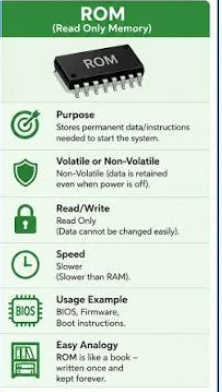 ROM
(Read Only Memory)
ROM
Purpose
Stores permanent data/instructions
needed to start the system.
Volatile or Non-Volatile
Non-Volatile (data is retained
even when power is off).
Read/Write
Read Only
(Data cannot be changed easily).
Speed
Slower
(Slower than RAM).
BIOS
Usage Example
BIOS, Firmware,
Boot instructions.
Easy Analogy
ROM is like a book –
written once and
kept forever.